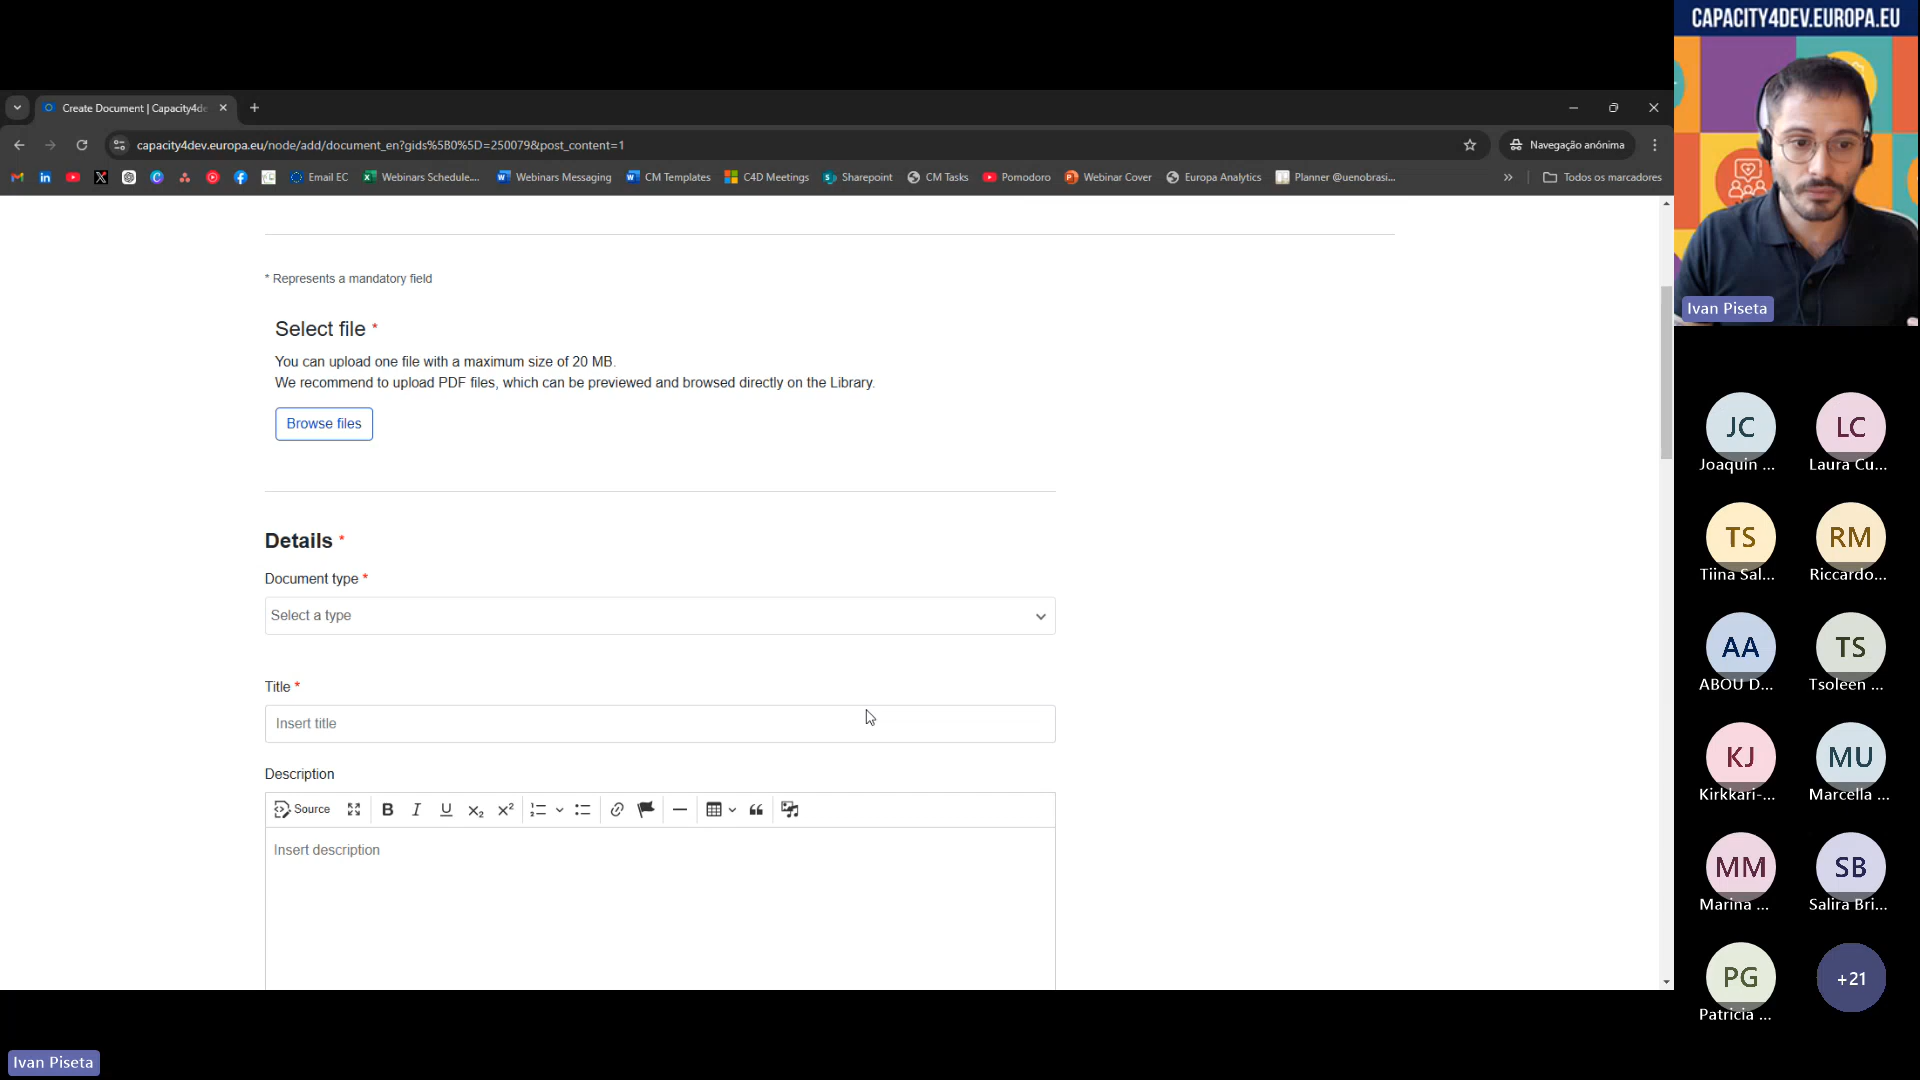 CAPACITY4DEV.EUROPA.EU
Create Document | Capacity4de
capacity4dev.europa.eu/node/add/document_en?gids%5B0%5D=250079&post_content=1
Navegação anónima
Email EC
Webinars Schedule....
Webinars Messaging
CM Templates
C4D Meetings
Sharepoint
CM Tasks
Pomodoro
Webinar Cover
Europa Analytics
Planner @uenobrasi...
Todos os marcadores
* Represents a mandatory field
Select file *
You can upload one file with a maximum size of 20 MB.
We recommend to upload PDF files, which can be previewed and browsed directly on the Library.
Browse files
Details *
Document type *
Select a type
Title *
Insert title
Description
Source
Insert description
Ivan Piseta
JC
Joaquin ...
LC
Laura Cu...
TS
Tiina Sal...
RM
Riccardo...
AA
ABOU D...
TS
Tsoleen ...
KJ
Kirkkari-...
MU
Marcella ...
MM
Marina ...
SB
Salira Bri...
PG
Patricia ...
+21
Ivan Piseta